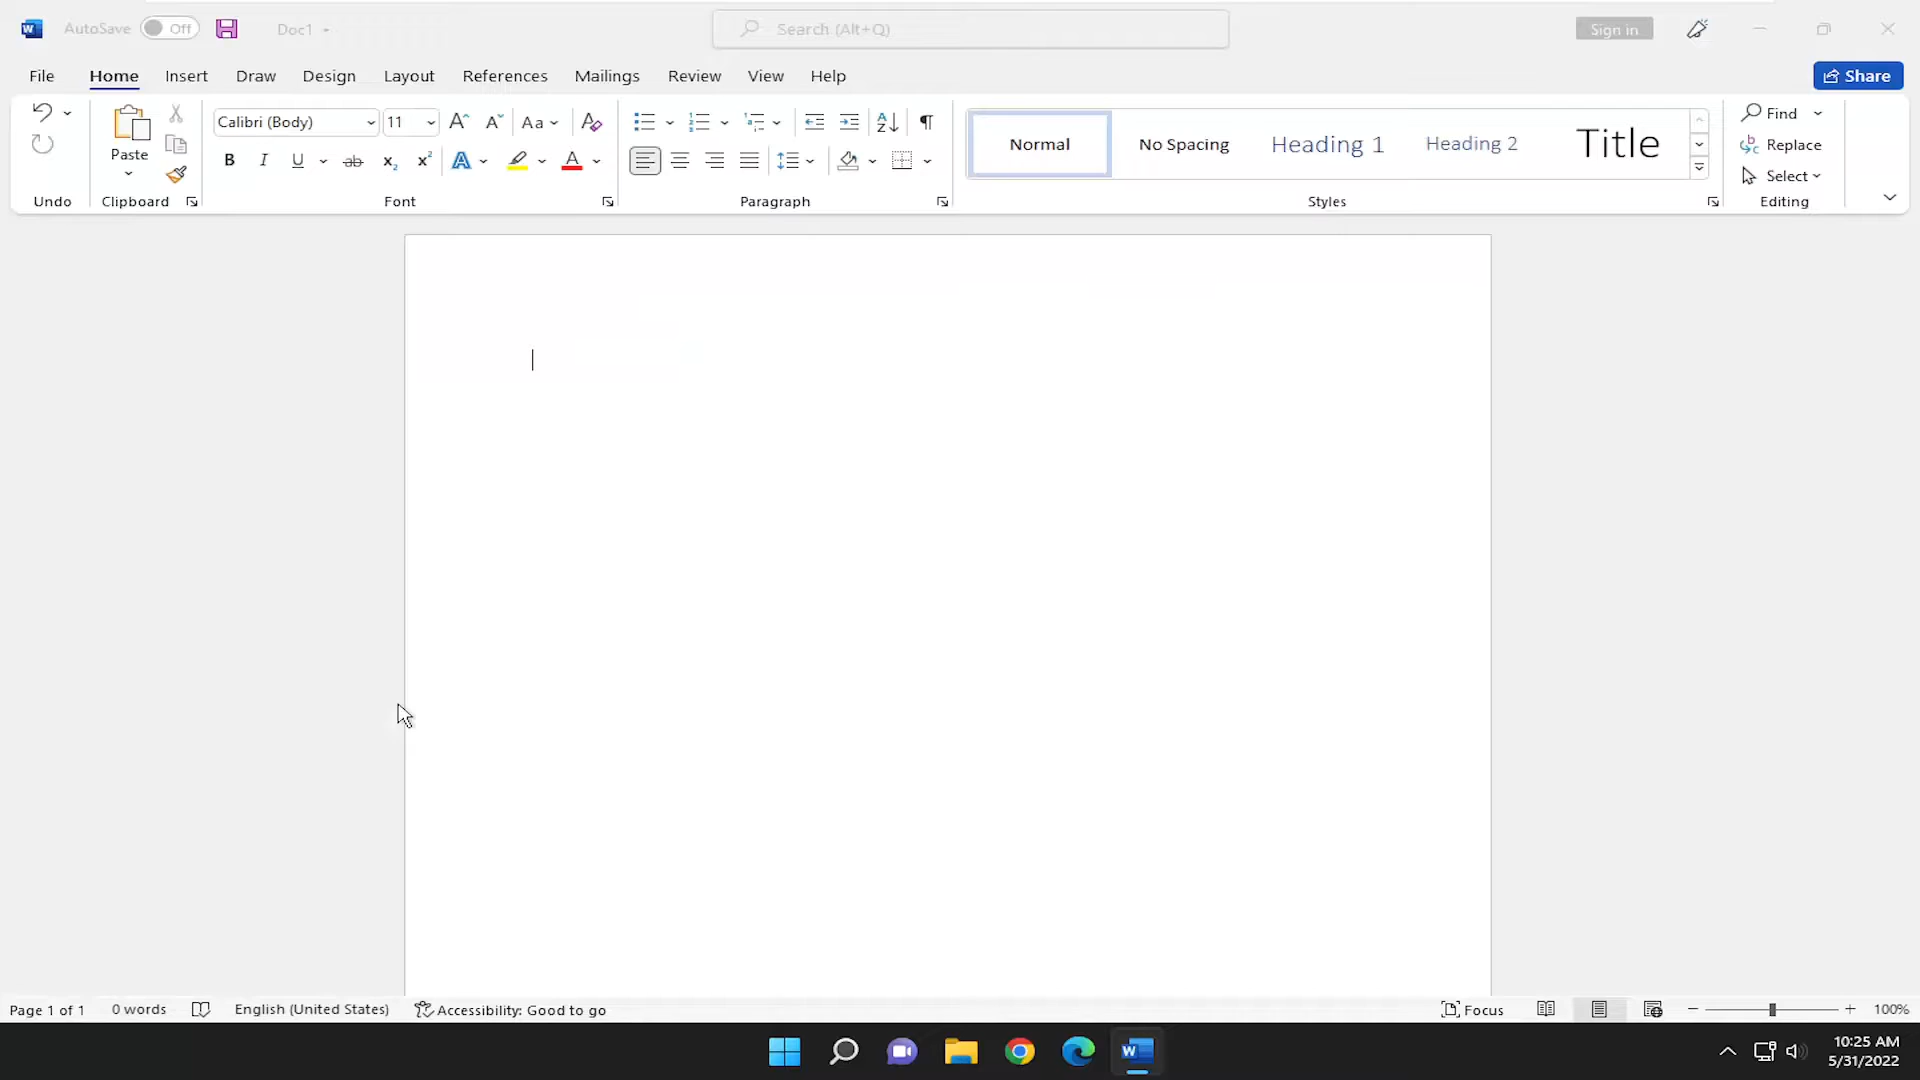 AutoSave Off Doc1 Search (Alt+Q) Sign in
File Home Insert Draw Design Layout References Mailings Review View Help Share
Calibri (Body) 11 Aa
Paste
B I U ab x₂ x² A A
Normal No Spacing Heading 1 Heading 2 Title
Find
Replace
Select
Undo Clipboard Font Paragraph Styles Editing
Page 1 of 1 0 words English (United States) Accessibility: Good to go Focus 100%
10:25 AM
5/31/2022